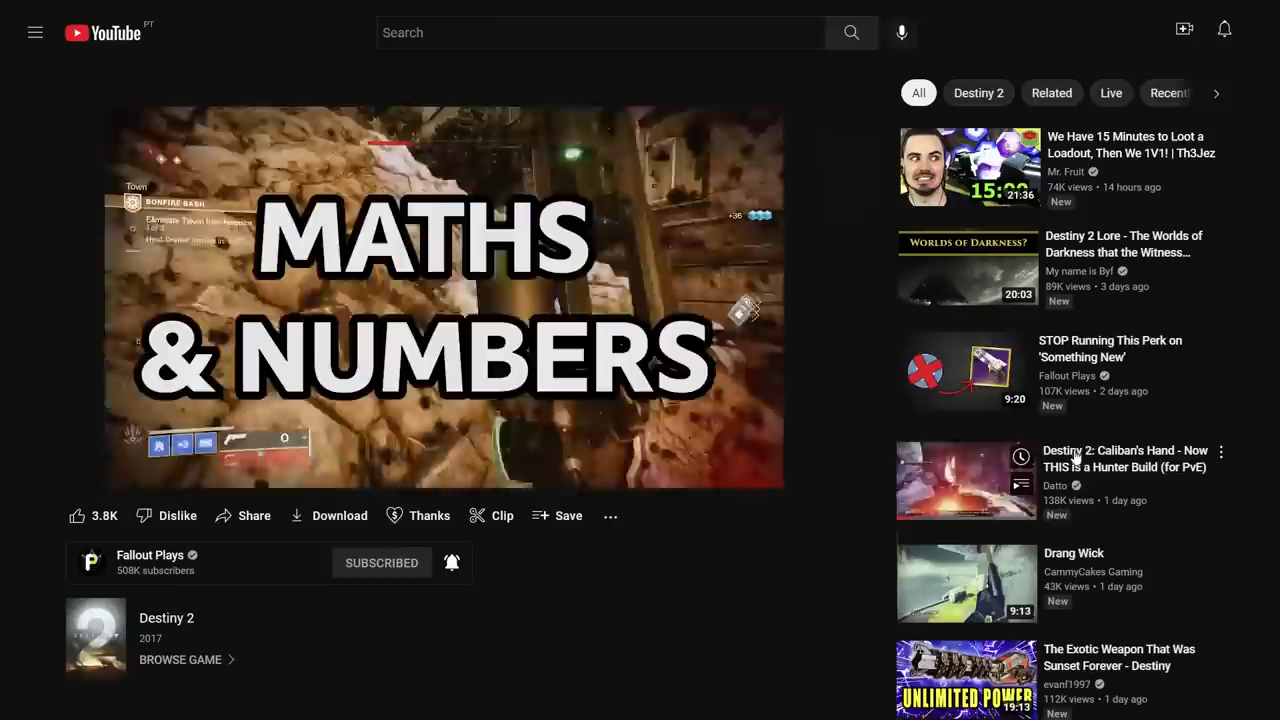 YouTube PT
Search
All
Destiny 2
Related
Live
Town
BONFIRE BASH
1 of 3
+36
MATHS
& NUMBERS
0
3.8K
Dislike
Share
Download
Thanks
Clip
Save
Fallout Plays
508K subscribers
SUBSCRIBED
Destiny 2
2017
BROWSE GAME
15:00
21:36
We Have 15 Minutes to Loot a
Loadout, Then We 1V1! | Th3Jez
Mr. Fruit
74K views • 14 hours ago
New
WORLDS OF DARKNESS?
20:03
Destiny 2 Lore - The Worlds of
Darkness that the Witness...
My name is Byf
89K views • 3 days ago
New
9:20
STOP Running This Perk on
'Something New'
Fallout Plays
107K views • 2 days ago
New
Destiny 2: Caliban's Hand - Now
THIS is a Hunter Build (for PvE)
Datto
138K views • 1 day ago
New
9:13
Drang Wick
CammyCakes Gaming
43K views • 1 day ago
New
UNLIMITED POWER
19:13
The Exotic Weapon That Was
Sunset Forever - Destiny
evanf1997
112K views • 1 day ago
New